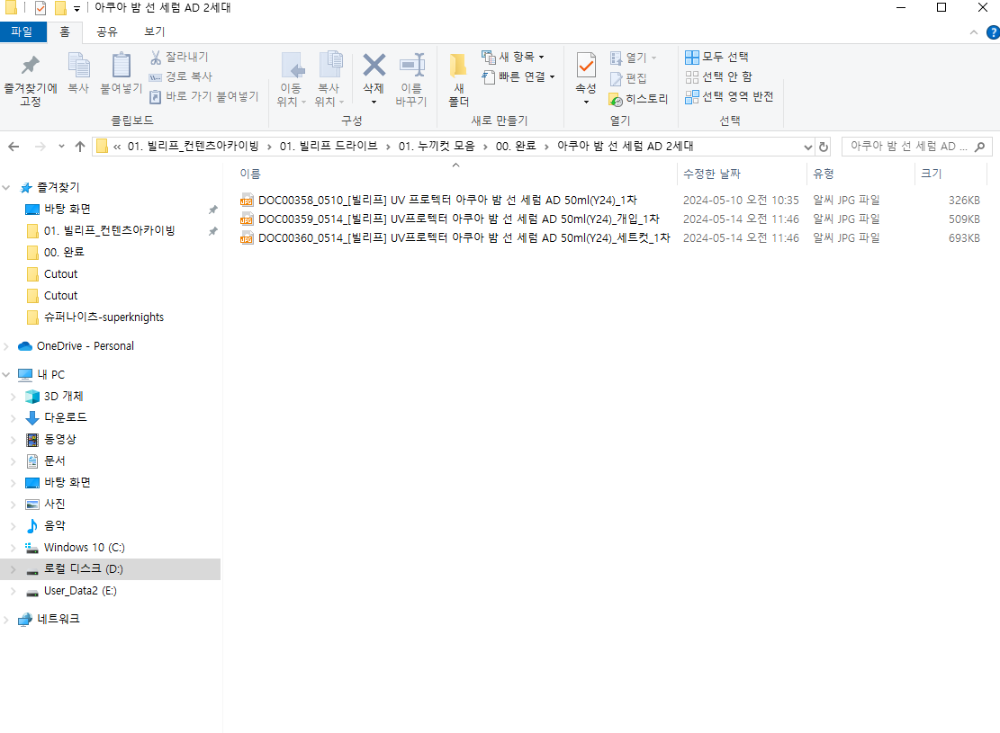 아쿠아 밤 선 세럼 AD 2세대
파일 홈 공유 보기
즐겨찾기에 고정
복사
붙여넣기
잘라내기
경로 복사
바로 가기 붙여넣기
클립보드
이동 위치
복사 위치
삭제
이름 바꾸기
구성
새 폴더
새 항목
빠른 연결
새로 만들기
속성
열기
편집
히스토리
열기
모두 선택
선택 안 함
선택 영역 반전
선택
« 01. 빌리프_컨텐츠아카이빙 › 01. 빌리프 드라이브 › 01. 누끼컷 모음 › 00. 완료 › 아쿠아 밤 선 세럼 AD 2세대
아쿠아 밤 선 세럼 AD ...
즐겨찾기
바탕 화면
01. 빌리프_컨텐츠아카이빙
00. 완료
Cutout
Cutout
슈퍼나이츠-superknights
OneDrive - Personal
내 PC
3D 개체
다운로드
동영상
문서
바탕 화면
사진
음악
Windows 10 (C:)
로컬 디스크 (D:)
User_Data2 (E:)
네트워크
이름 수정한 날짜 유형 크기
DOC00358_0510_[빌리프] UV 프로텍터 아쿠아 밤 선 세럼 AD 50ml(Y24)_1차 2024-05-10 오전 10:35 알씨 JPG 파일 326KB
DOC00359_0514_[빌리프] UV프로텍터 아쿠아 밤 선 세럼 AD 50ml(Y24)_개입_1차 2024-05-14 오전 11:46 알씨 JPG 파일 509KB
DOC00360_0514_[빌리프] UV프로텍터 아쿠아 밤 선 세럼 AD 50ml(Y24)_세트컷_1차 2024-05-14 오전 11:46 알씨 JPG 파일 693KB